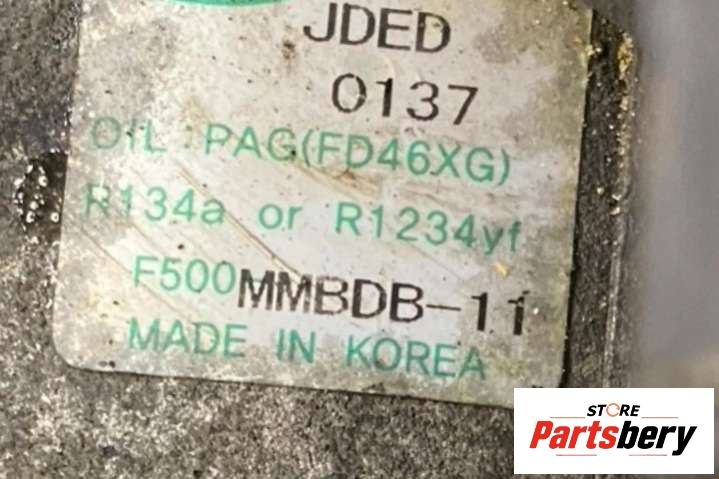 JDED
0137
OIL : PAG(FD46XG)
R134a or R1234yf
F500MMBDB-11
MADE IN KOREA
STORE
Partsbery